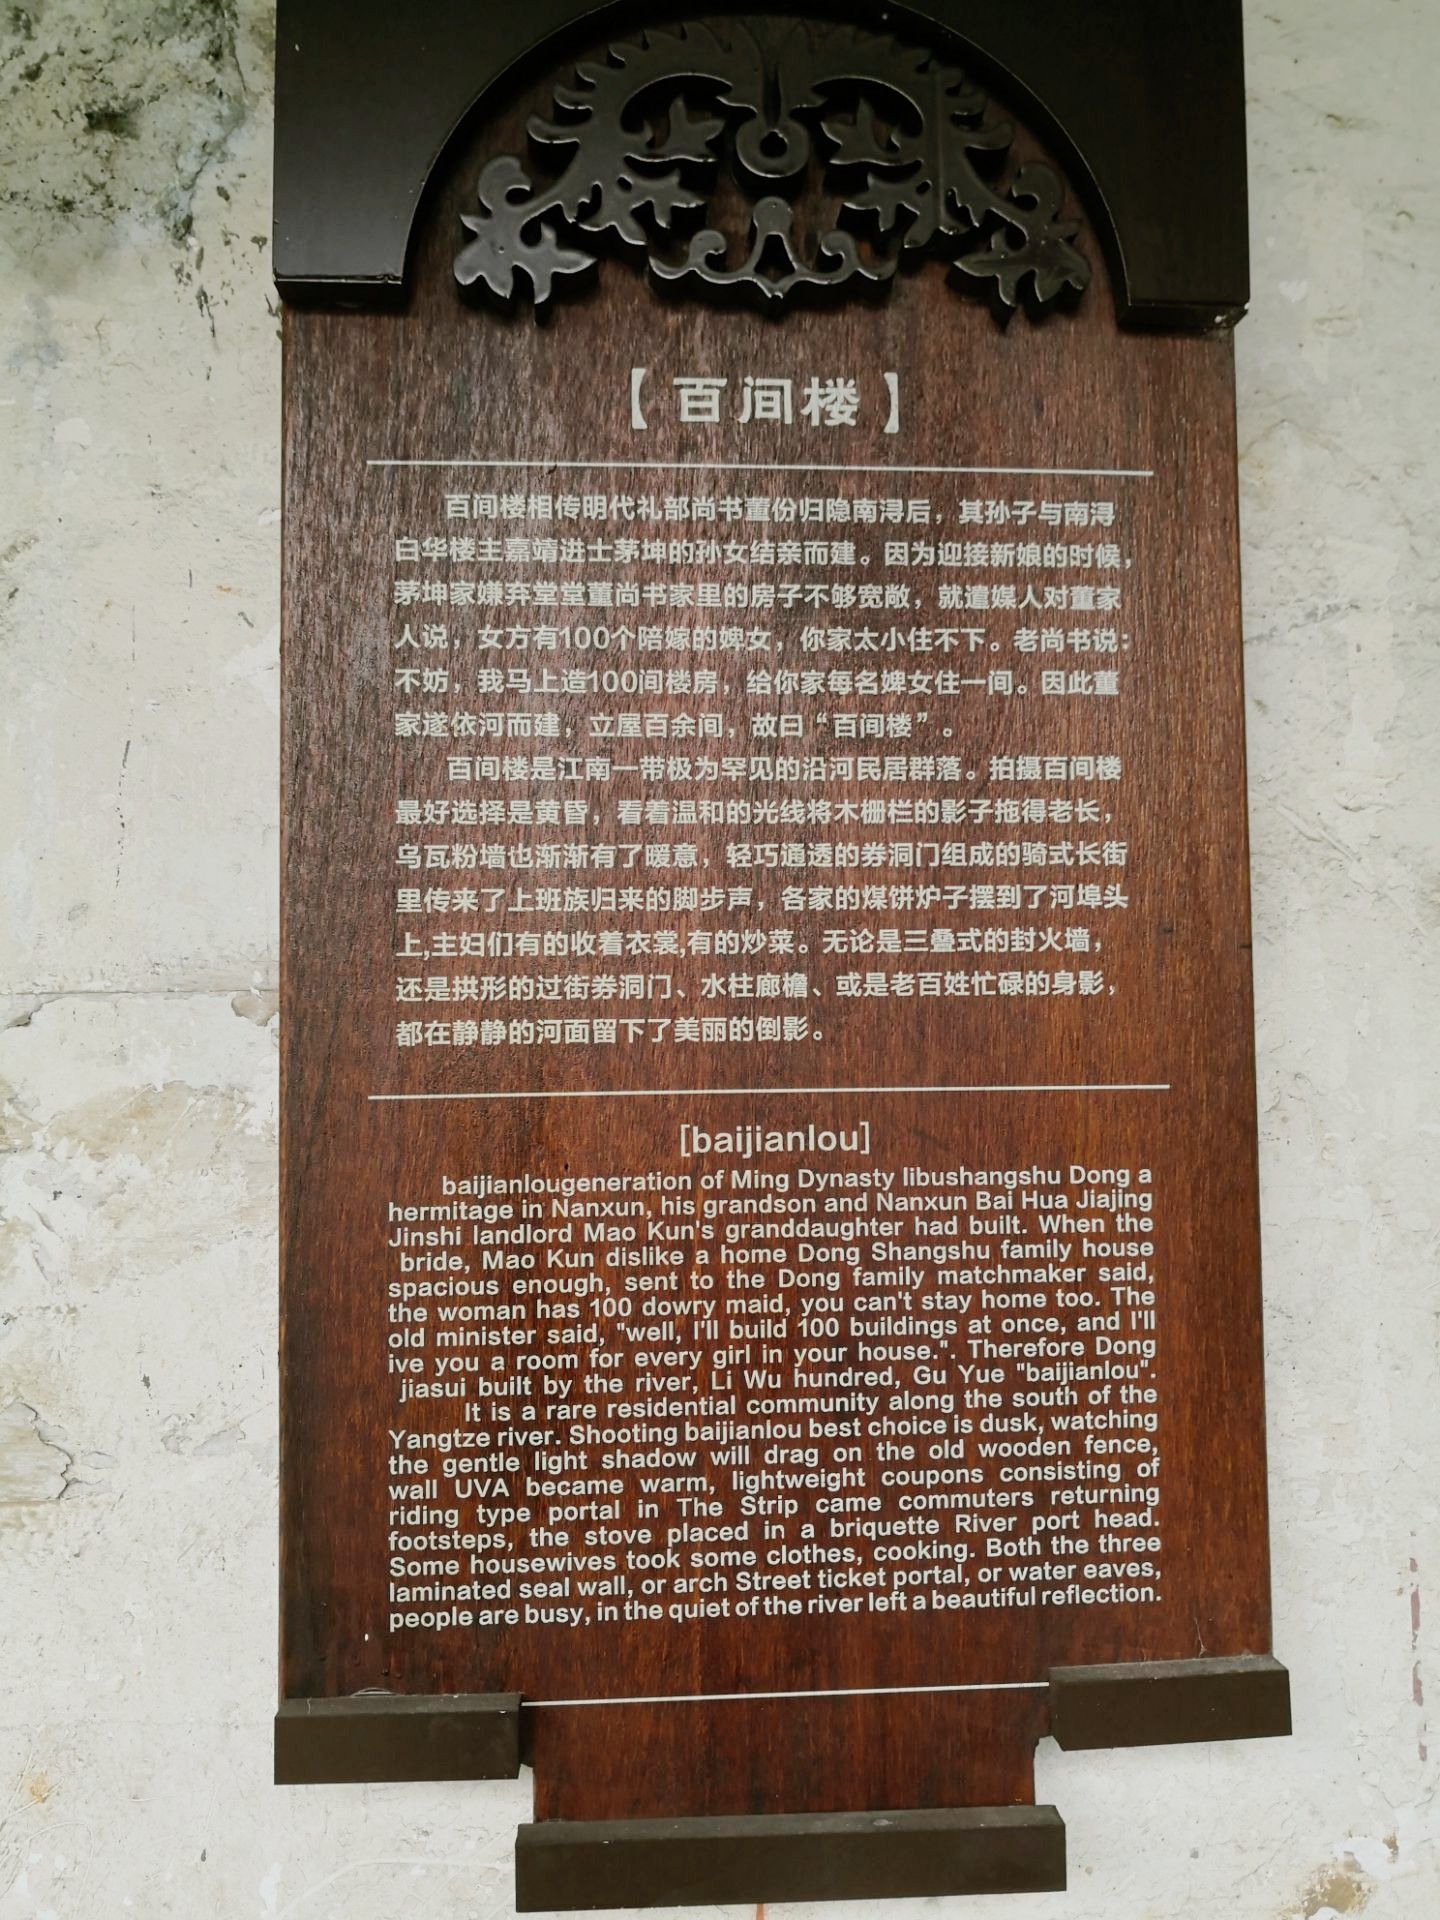 【百间楼】
百间楼相传明代礼部尚书董份归隐南浔后，其孙子与南浔
白华楼主嘉靖进士茅坤的孙女结亲而建。因为迎接新娘的时候，
茅坤家嫌弃堂堂董尚书家里的房子不够宽敞，就遣媒人对董家
人说，女方有100个陪嫁的婢女，你家太小住不下。老尚书说：
不妨，我马上造100间楼房，给你家每名婢女住一间。因此董
家遂依河而建，立屋百余间，故曰“百间楼”。
百间楼是江南一带极为罕见的沿河民居群落。拍摄百间楼
最好选择是黄昏，看着温和的光线将木栅栏的影子拖得老长，
乌瓦粉墙也渐渐有了暖意，轻巧通透的券洞门组成的骑式长街
里传来了上班族归来的脚步声，各家的煤饼炉子摆到了河埠头
上,主妇们有的收着衣裳,有的炒菜。无论是三叠式的封火墙，
还是拱形的过街券洞门、水柱廊檐、或是老百姓忙碌的身影，
都在静静的河面留下了美丽的倒影。
[baijianlou]
baijianlougeneration of Ming Dynasty libushangshu Dong a
hermitage in Nanxun, his grandson and Nanxun Bai Hua Jiajing
Jinshi landlord Mao Kun's granddaughter had built. When the
bride, Mao Kun dislike a home Dong Shangshu family house
spacious enough, sent to the Dong family matchmaker said,
the woman has 100 dowry maid, you can't stay home too. The
old minister said, "well, I'll build 100 buildings at once, and I'll
ive you a room for every girl in your house.". Therefore Dong
jiasui built by the river, Li Wu hundred, Gu Yue "baijianlou".
It is a rare residential community along the south of the
Yangtze river. Shooting baijianlou best choice is dusk, watching
the gentle light shadow will drag on the old wooden fence,
wall UVA became warm, lightweight coupons consisting of
riding type portal in The Strip came commuters returning
footsteps, the stove placed in a briquette River port head.
Some housewives took some clothes, cooking. Both the three
laminated seal wall, or arch Street ticket portal, or water eaves,
people are busy, in the quiet of the river left a beautiful reflection.